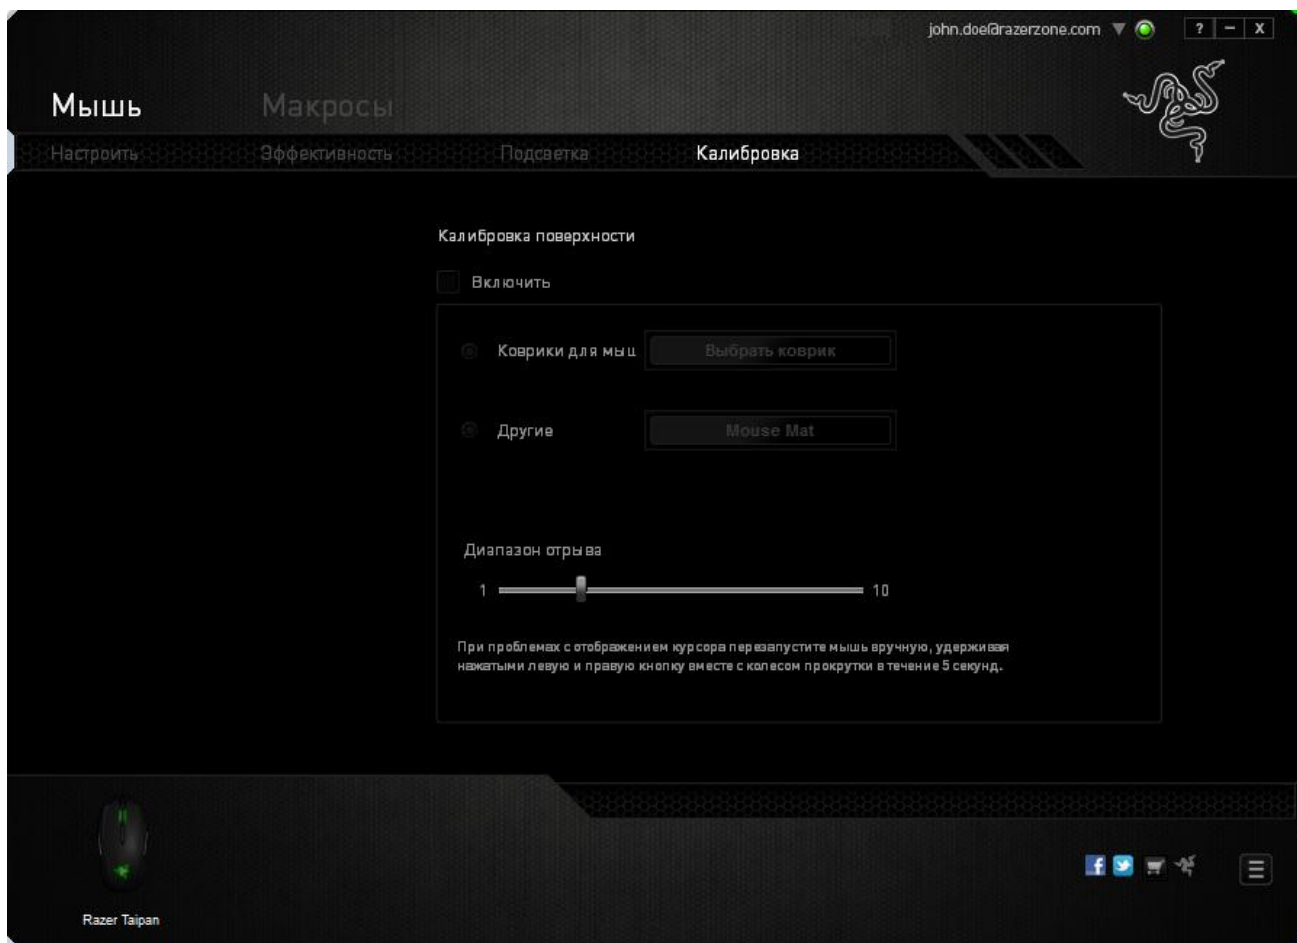 john.doe@razerzone.com
? – X
Мышь Макросы
Настроить Эффективность Подсветка Калибровка
Калибровка поверхности
Включить
Коврики для мыш Выбрать коврик
Другие Mouse Mat
Диапазон отрыва
1 10
При проблемах с отображением курсора перезапустите мышь вручную, удерживая
нажатыми левую и правую кнопку вместе с колесом прокрутки в течение 5 секунд.
Razer Taipan